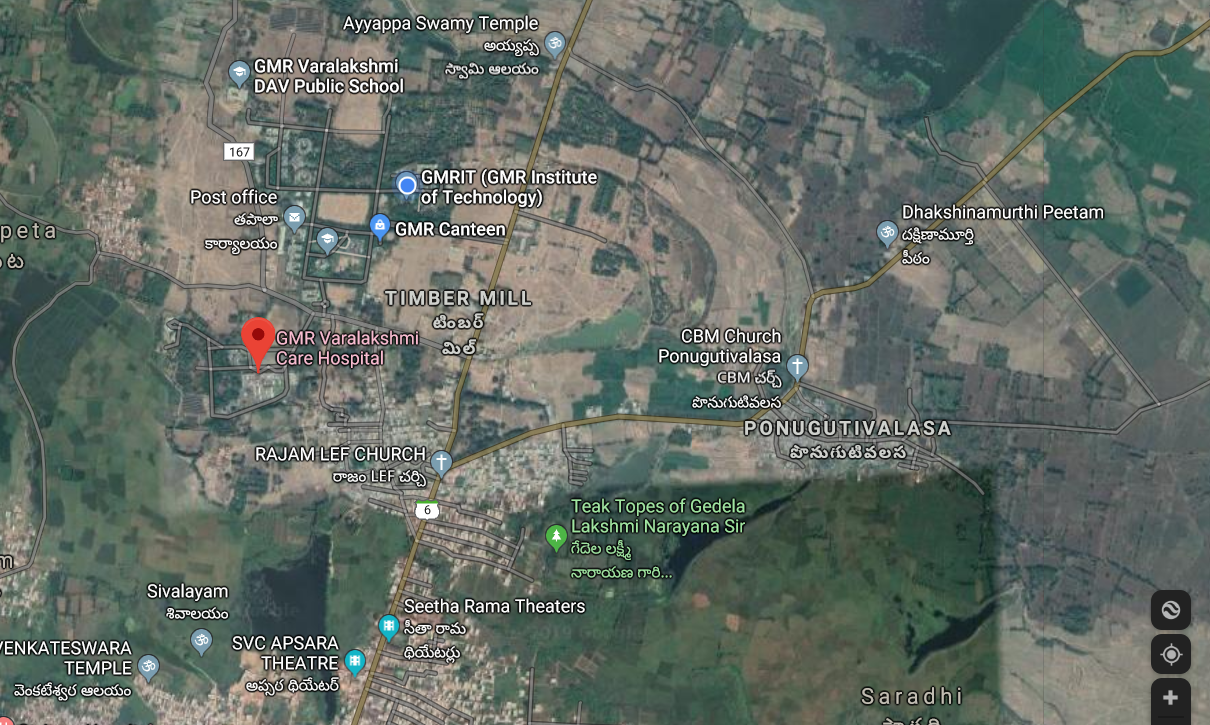 Ayyappa Swamy Temple
అయ్యప్ప
స్వామి ఆలయం
GMR Varalakshmi
DAV Public School
167
GMRIT (GMR Institute
of Technology)
Post office
తపాలా
కార్యాలయం
GMR Canteen
Dhakshinamurthi Peetam
దక్షిణామూర్తి
పీఠం
peta
ట
TIMBER MILL
టింబర్
మిల్
GMR Varalakshmi
Care Hospital
CBM Church
Ponugutivalasa
CBM చర్చ్
పొనుగుటివలస
PONUGUTIVALASA
పొనుగుటివలస
RAJAM LEF CHURCH
రాజం LEF చర్చి
6
Teak Topes of Gedela
Lakshmi Narayana Sir
గేదెల లక్ష్మీ
నారాయణ గారి...
m
Sivalayam
శివాలయం
Seetha Rama Theaters
సీతా రామ
థియేటర్లు
SVC APSARA
THEATRE
అప్సర థియేటర్
VENKATESWARA
TEMPLE
వెంకటేశ్వర ఆలయం
Saradhi